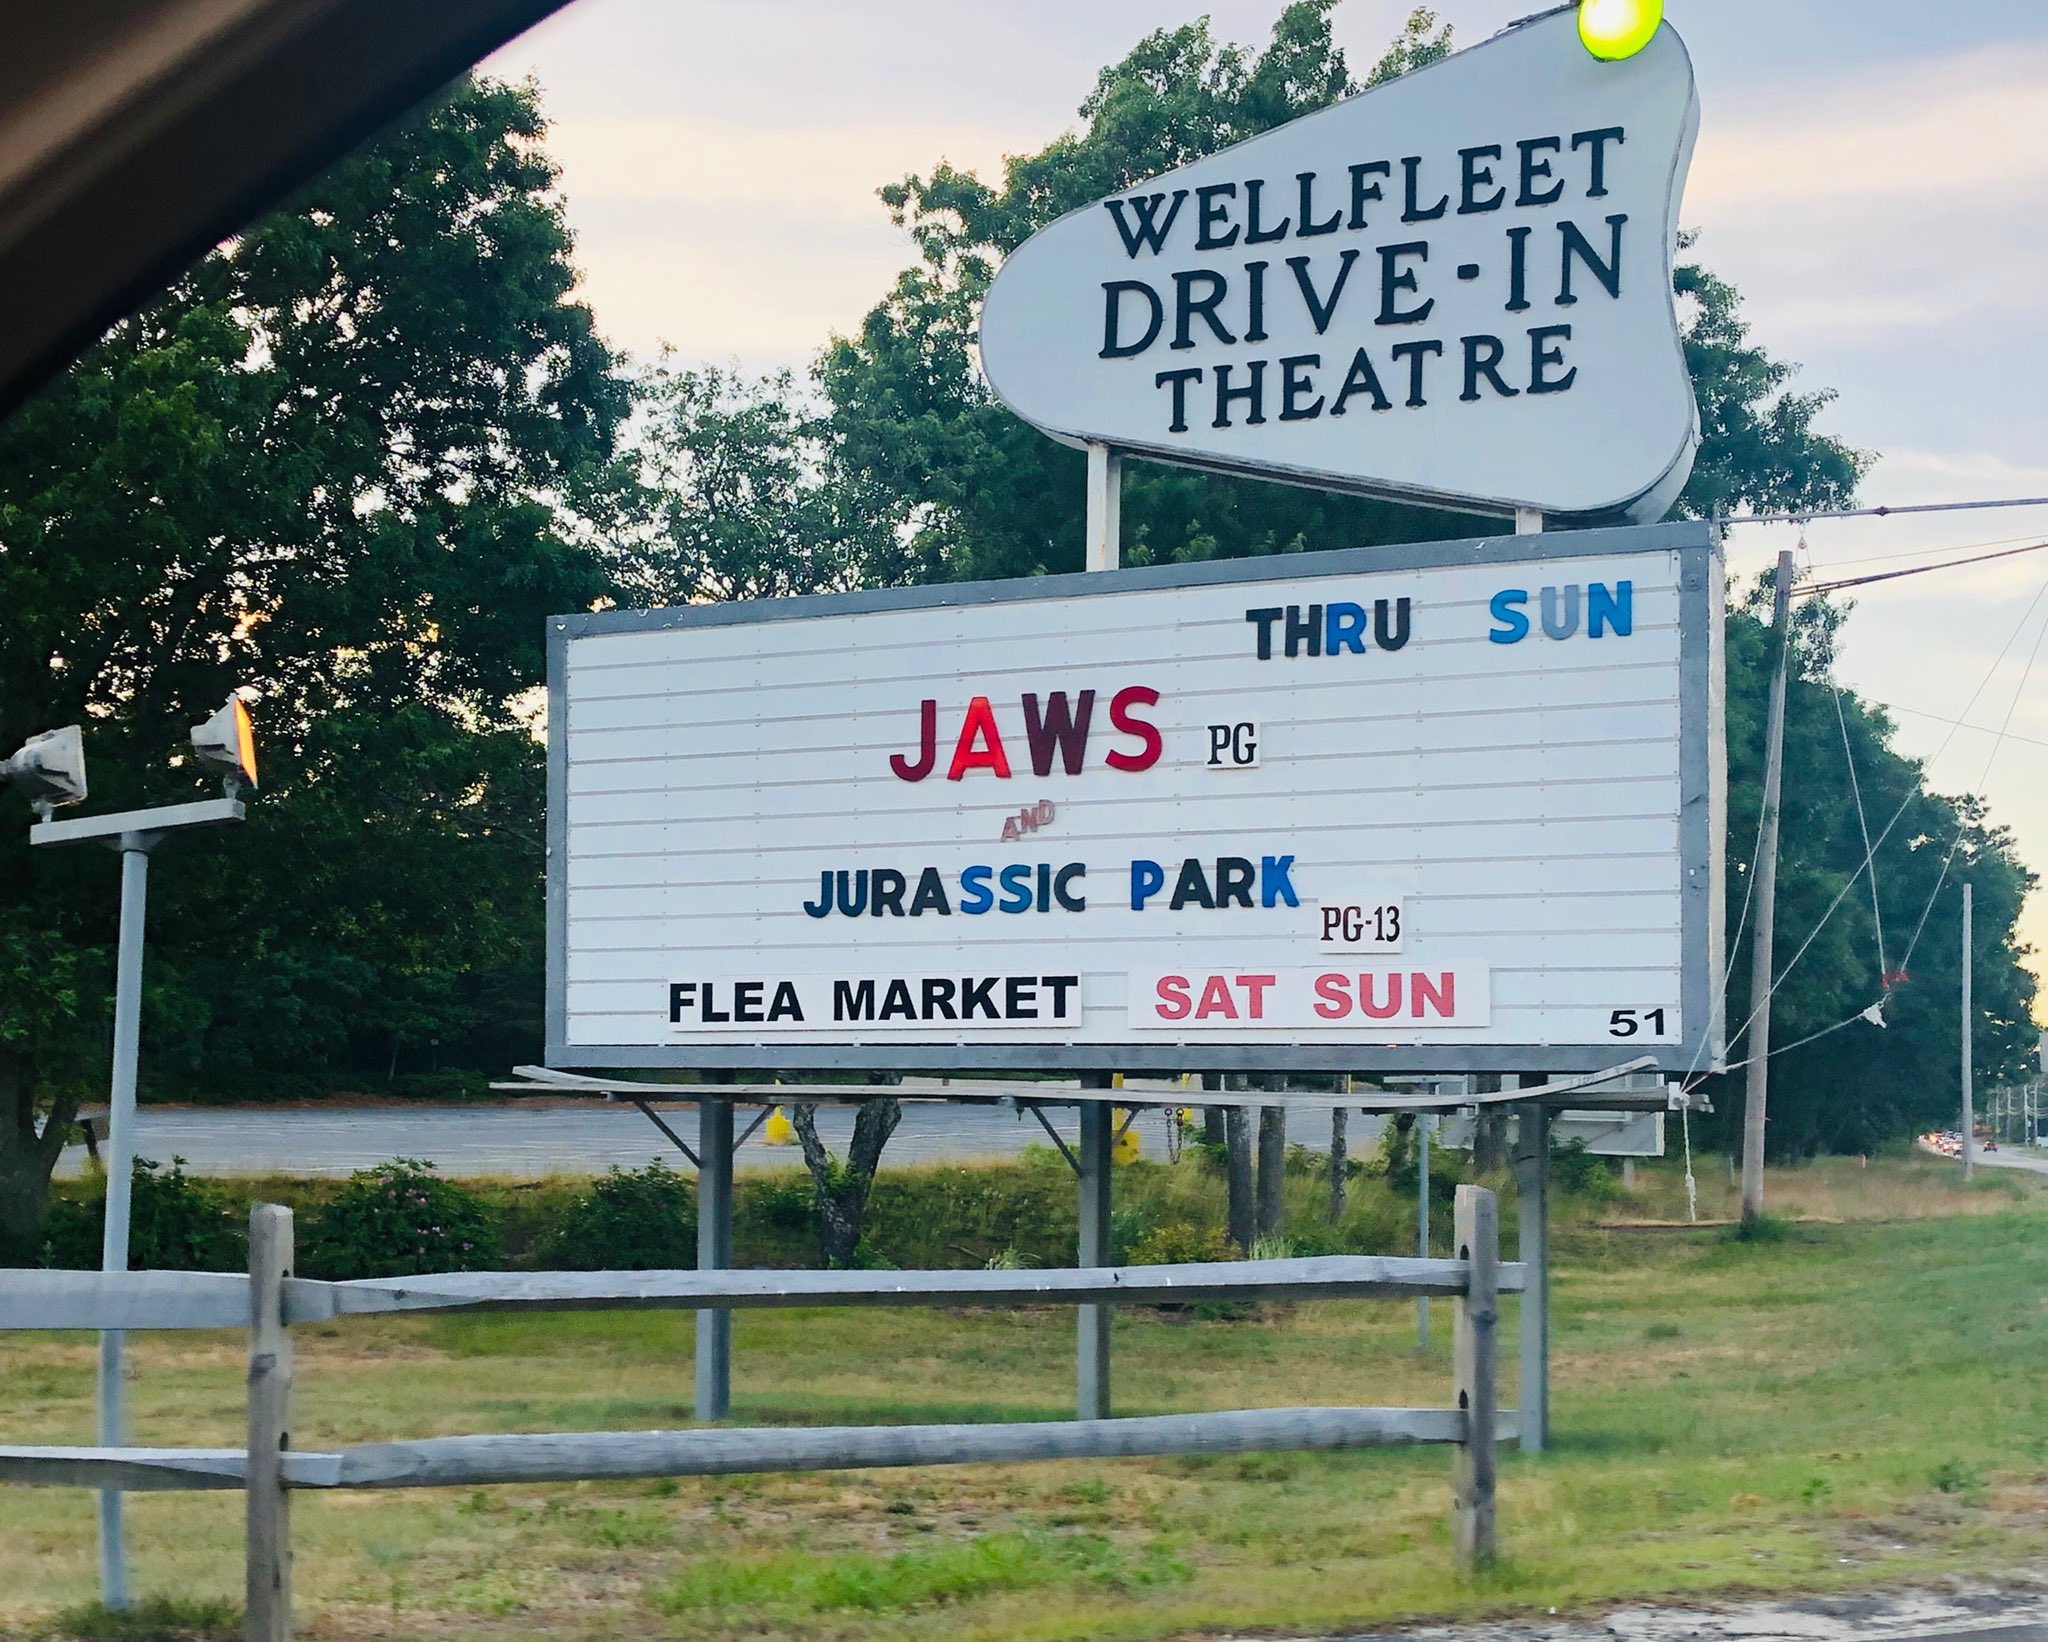 WELLFLEET
DRIVE-IN
THEATRE
THRU SUN
JAWS PG
AND
JURASSIC PARK PG-13
FLEA MARKET SAT SUN
51